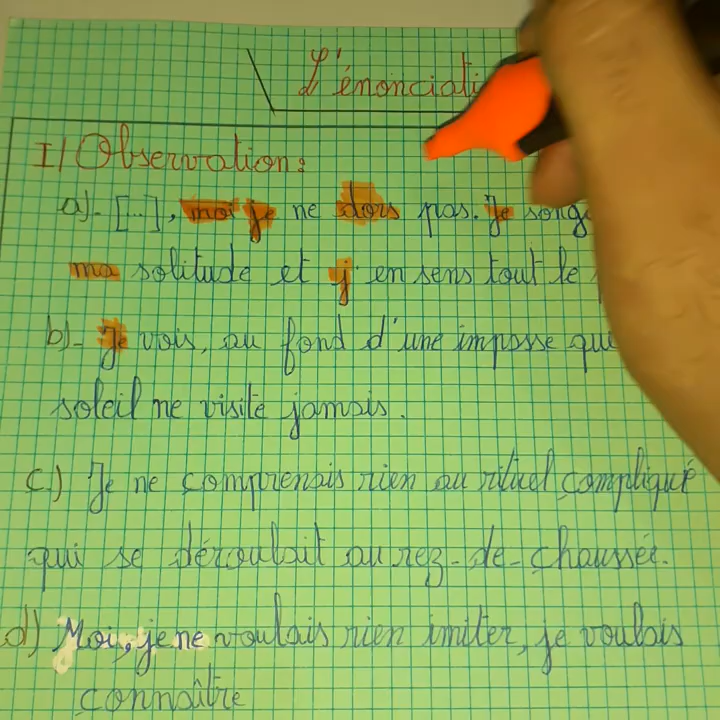 L'énonciati
I/ Observation:
a)- [...], moi je ne dors pas. Je song
ma solitude et j'en sens tout le
b)- Je vois, au fond d'une impasse qui
soleil ne visite jamais.
c.) Je ne comprenais rien au rituel compliqué
qui se déroulait au rez-de-chaussée.
d) Moi, je ne voulais rien imiter, je voulais
connaître